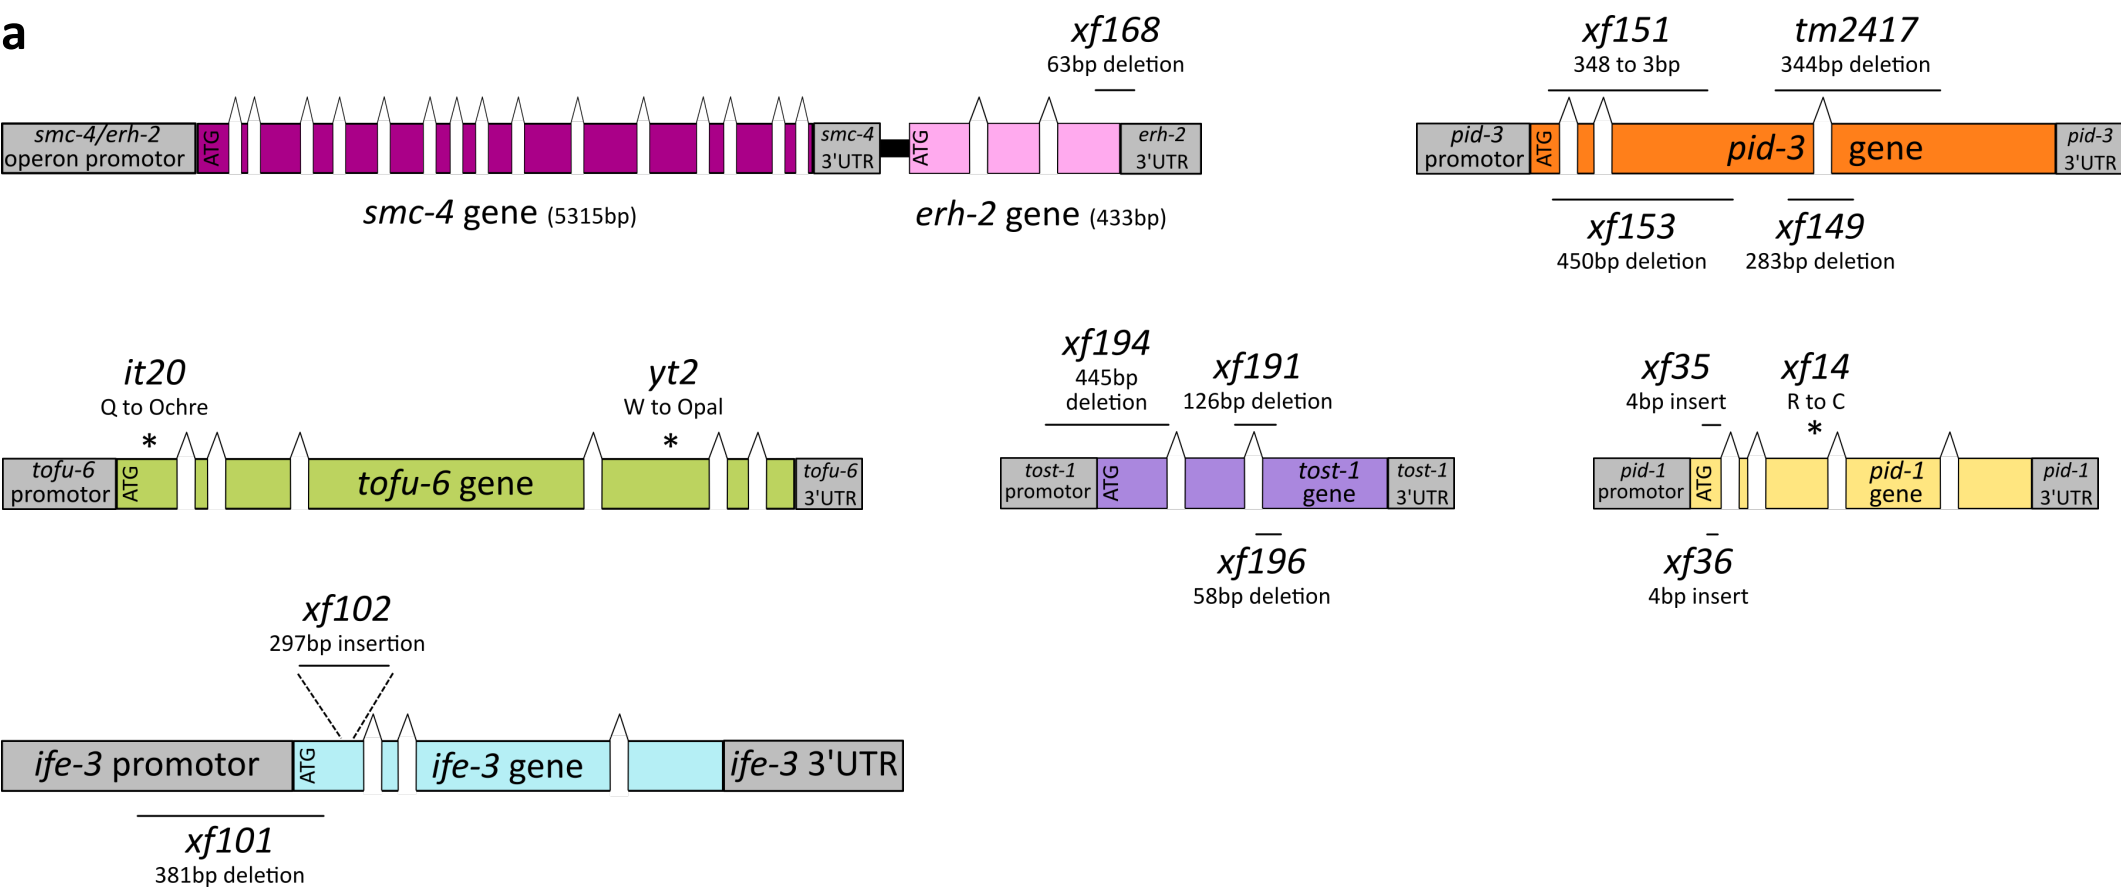 a
xf168
63bp deletion
smc-4/erh-2
operon promotor
ATG
smc-4
3'UTR
ATG
erh-2
3'UTR
smc-4 gene (5315bp)
erh-2 gene (433bp)
xf151
348 to 3bp
tm2417
344bp deletion
pid-3
promotor
ATG
pid-3 gene
pid-3
3'UTR
xf153
450bp deletion
xf149
283bp deletion
it20
Q to Ochre
*
yt2
W to Opal
*
tofu-6
promotor
ATG
tofu-6 gene
tofu-6
3'UTR
xf194
445bp
deletion
xf191
126bp deletion
tost-1
promotor
ATG
tost-1
gene
tost-1
3'UTR
xf196
58bp deletion
xf35
4bp insert
xf14
R to C
*
pid-1
promotor
ATG
pid-1
gene
pid-1
3'UTR
xf36
4bp insert
xf102
297bp insertion
ife-3 promotor
ATG
ife-3 gene
ife-3 3'UTR
xf101
381bp deletion